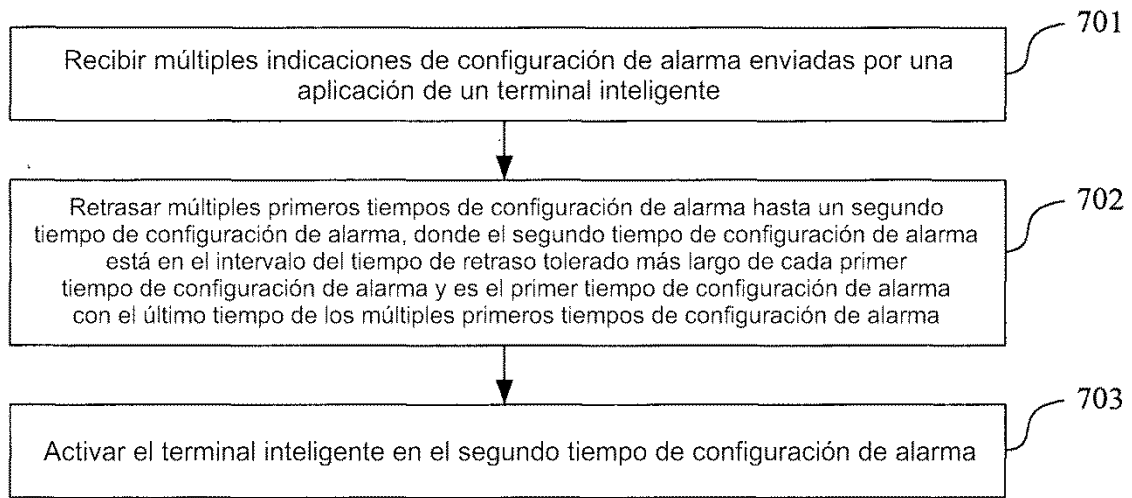 701
Recibir múltiples indicaciones de configuración de alarma enviadas por una
aplicación de un terminal inteligente
702
Retrasar múltiples primeros tiempos de configuración de alarma hasta un segundo
tiempo de configuración de alarma, donde el segundo tiempo de configuración de alarma
está en el intervalo del tiempo de retraso tolerado más largo de cada primer
tiempo de configuración de alarma y es el primer tiempo de configuración de alarma
con el último tiempo de los múltiples primeros tiempos de configuración de alarma
703
Activar el terminal inteligente en el segundo tiempo de configuración de alarma